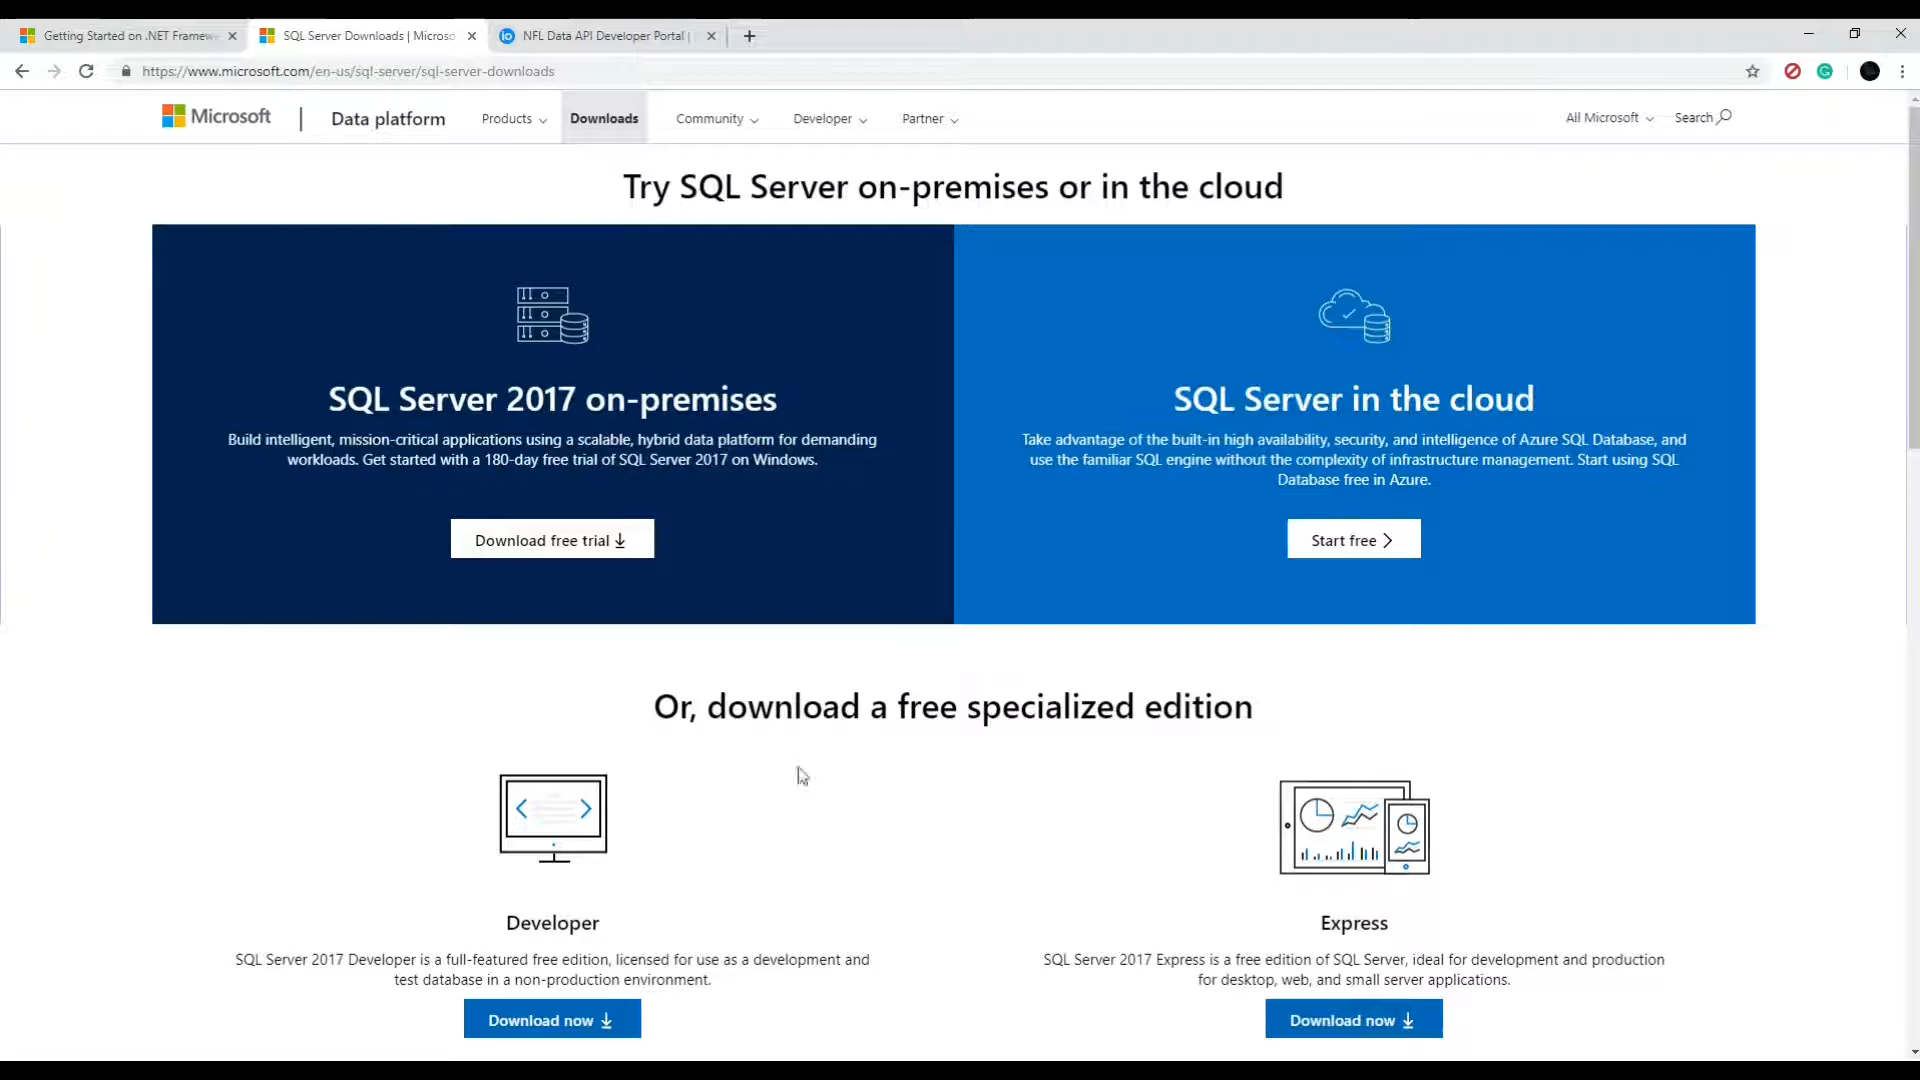 Getting Started on .NET Framew
SQL Server Downloads | Microso
NFL Data API Developer Portal |
https://www.microsoft.com/en-us/sql-server/sql-server-downloads
Microsoft
Data platform
Products
Downloads
Community
Developer
Partner
All Microsoft
Search
Try SQL Server on-premises or in the cloud
SQL Server 2017 on-premises
Build intelligent, mission-critical applications using a scalable, hybrid data platform for demanding
workloads. Get started with a 180-day free trial of SQL Server 2017 on Windows.
Download free trial
SQL Server in the cloud
Take advantage of the built-in high availability, security, and intelligence of Azure SQL Database, and
use the familiar SQL engine without the complexity of infrastructure management. Start using SQL
Database free in Azure.
Start free
Or, download a free specialized edition
Developer
SQL Server 2017 Developer is a full-featured free edition, licensed for use as a development and
test database in a non-production environment.
Download now
Express
SQL Server 2017 Express is a free edition of SQL Server, ideal for development and production
for desktop, web, and small server applications.
Download now